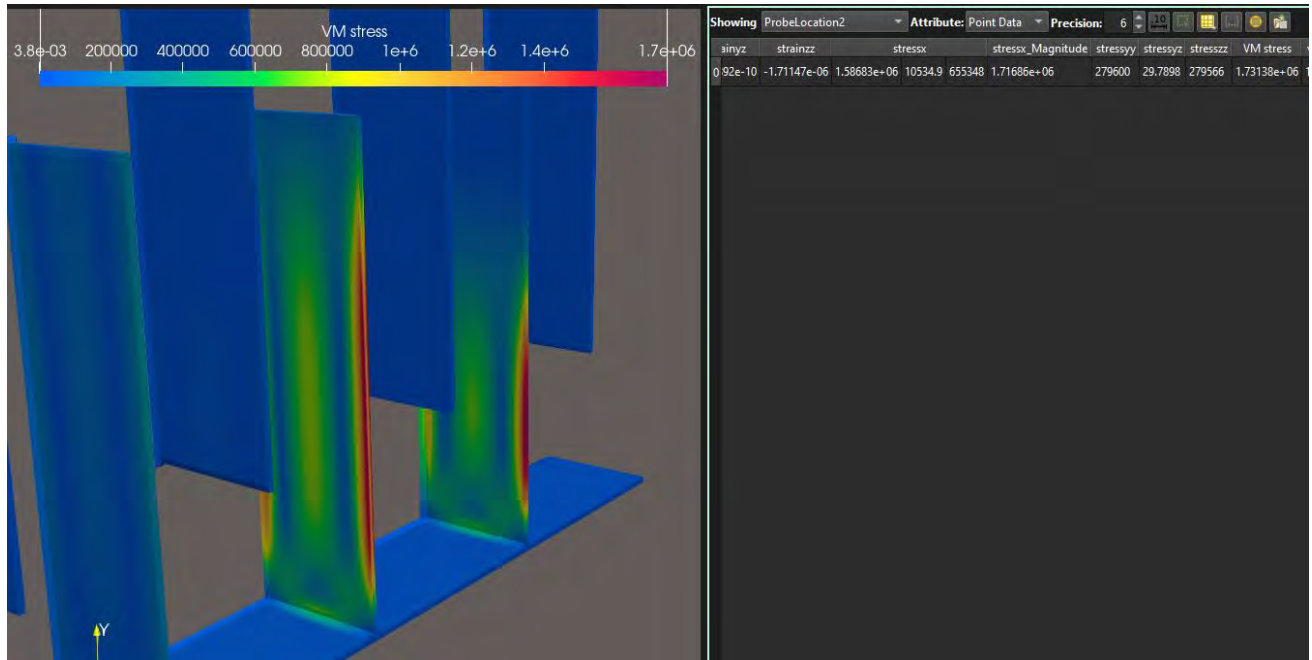 VM stress
3.8e-03 200000 400000 600000 800000 1e+6 1.2e+6 1.4e+6 1.7e+06
Y
Showing ProbeLocation2 Attribute: Point Data Precision: 6
ainyz strainzz stressx stressx_Magnitude stressyy stressyz stresszz VM stress
0 92e-10 -1.71147e-06 1.58683e+06 10534.9 655348 1.71686e+06 279600 29.7898 279566 1.73138e+06